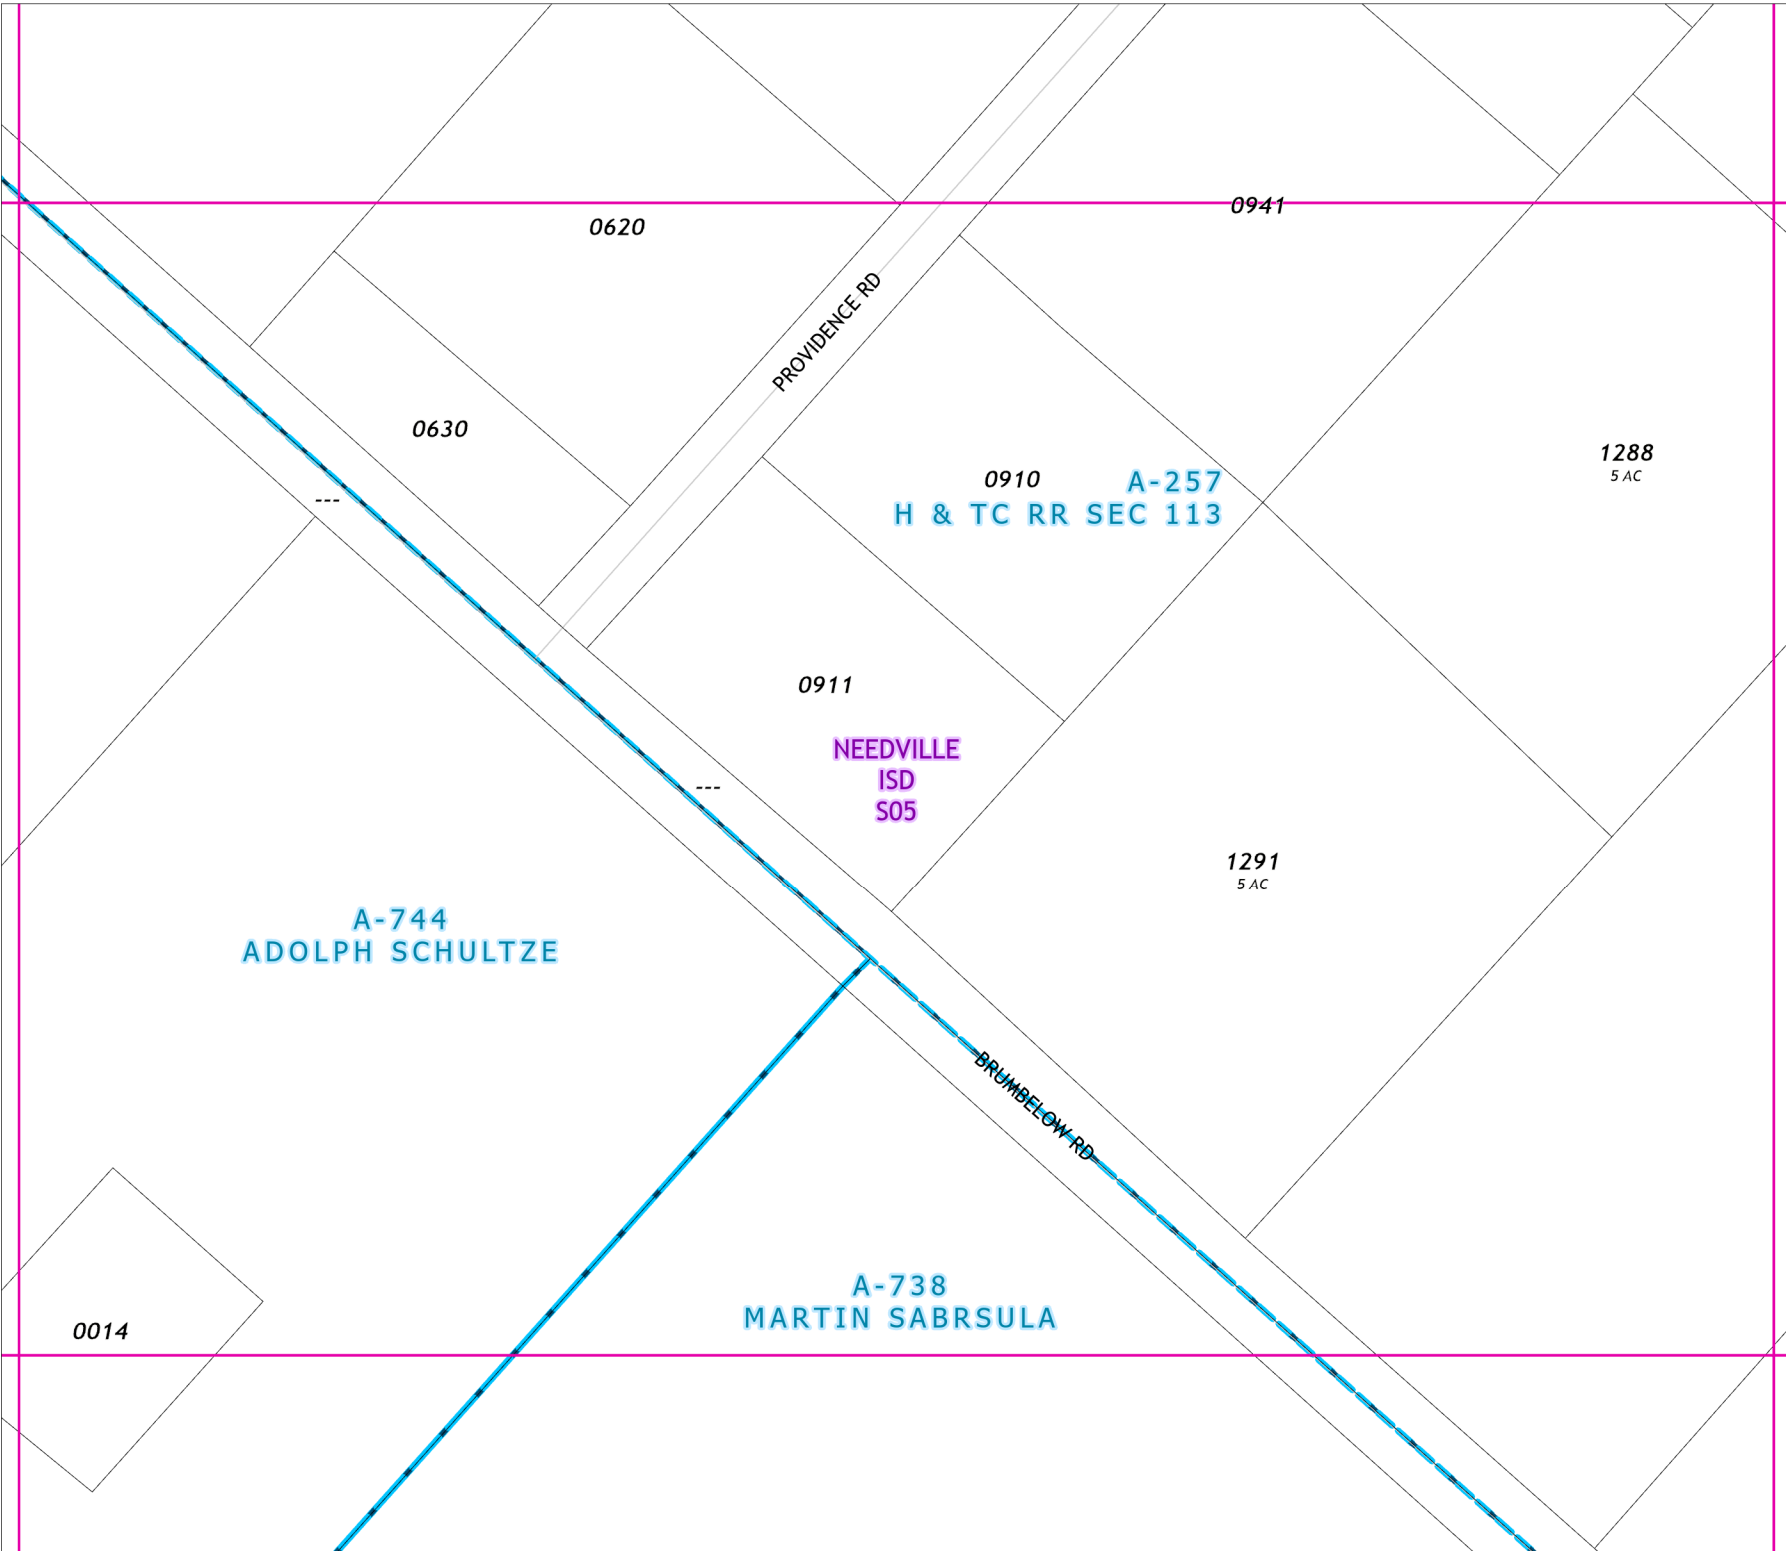 0941
0620
PROVIDENCE RD
0630
1288
5 AC
0910
A-257
H & TC RR SEC 113
---
0911
NEEDVILLE
ISD
S05
---
1291
5 AC
A-744
ADOLPH SCHULTZE
BRUMBELOW RD
A-738
MARTIN SABRSULA
0014